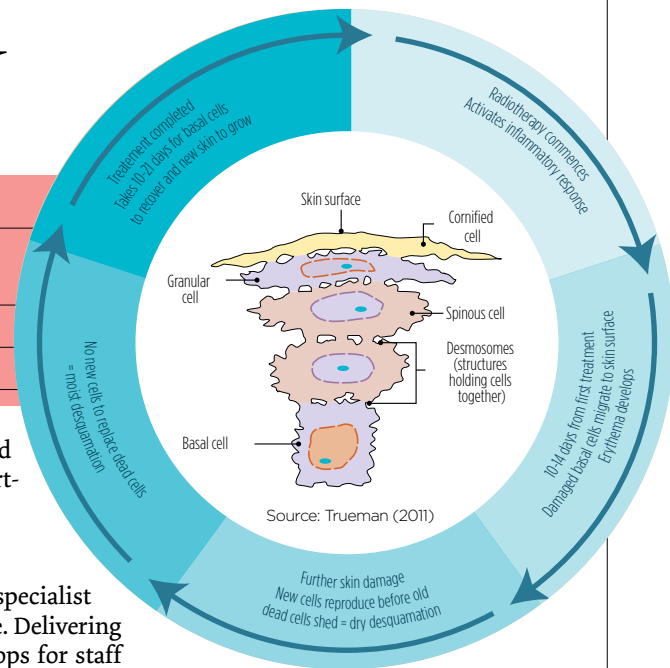 Radiotherapy commences
Activates inflammatory
response
10-14 days from first treatment
Damaged basal cells migrate to skin surface
Erythema develops
Further skin damage
New cells reproduce before old
dead cells shed = dry desquamation
No new cells to replace dead cells
= moist desquamation
Treatement completed
Takes 10-21 days for basal cells
to recover and new skin to grow
Skin surface
Cornified
cell
Granular
cell
Spinous cell
Desmosomes
(structures
holding cells
together)
Basal cell
Source: Trueman (2011)
d
rt-
specialist
e. Delivering
ops for staff